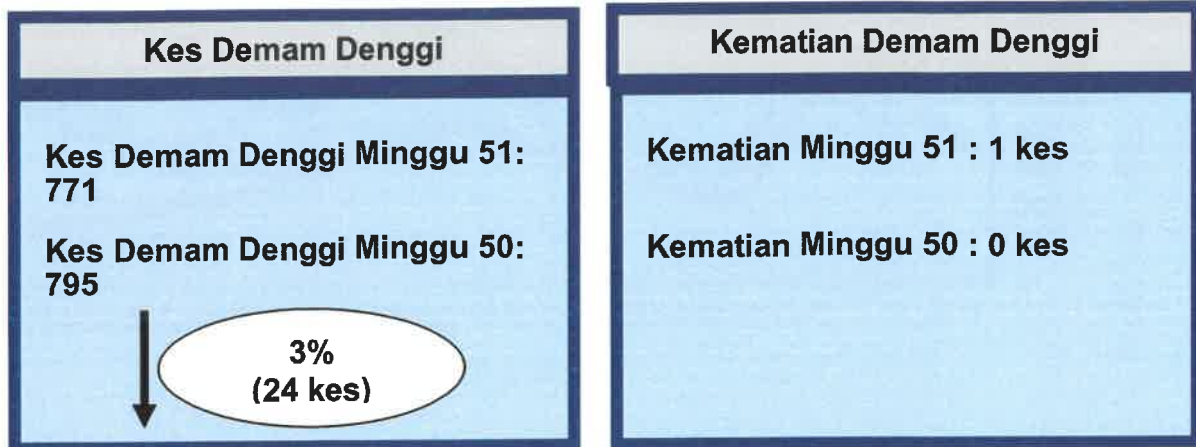 Kes Demam Denggi
Kes Demam Denggi Minggu 51:
771
Kes Demam Denggi Minggu 50:
795
3%
(24 kes)
Kematian Demam Denggi
Kematian Minggu 51 : 1 kes
Kematian Minggu 50 : 0 kes